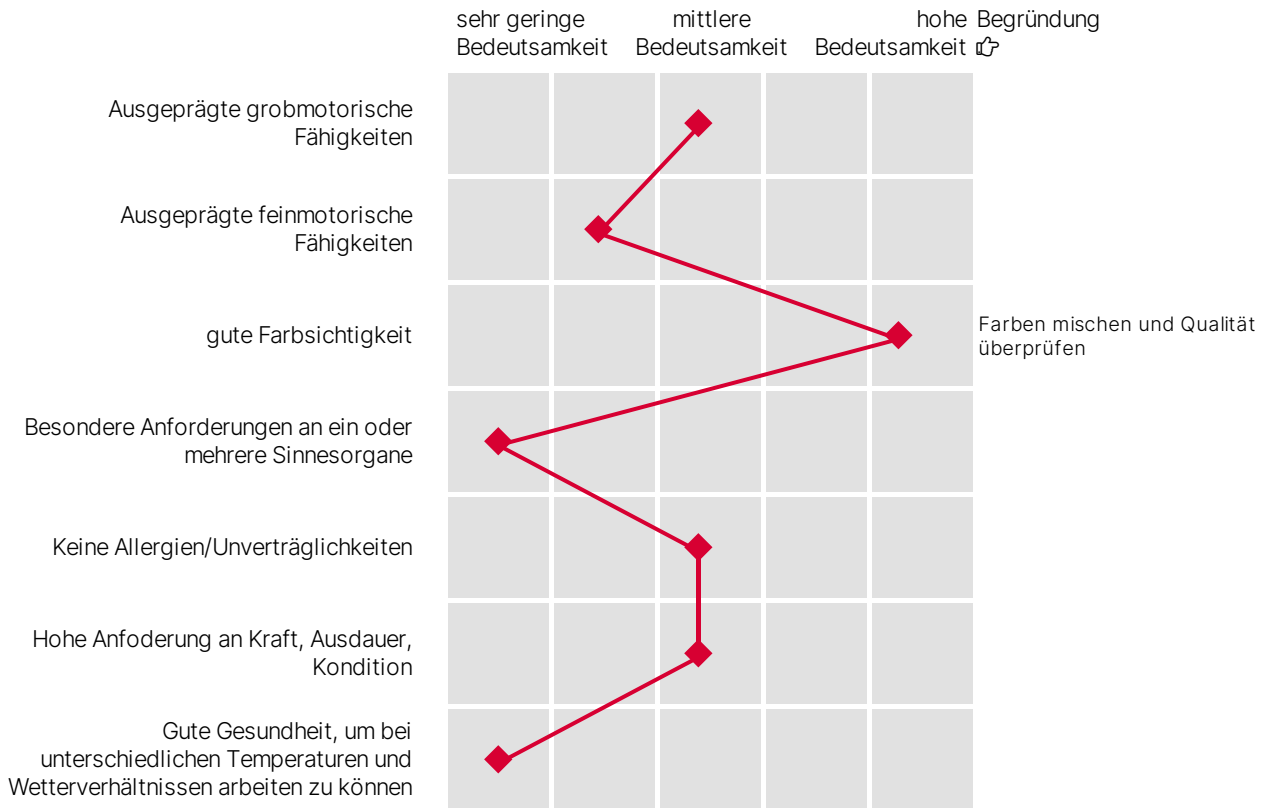 sehr geringe
Bedeutsamkeit
mittlere
Bedeutsamkeit
hohe
Bedeutsamkeit
Begründung
Ausgeprägte grobmotorische
Fähigkeiten
Ausgeprägte feinmotorische
Fähigkeiten
gute Farbsichtigkeit
Farben mischen und Qualität
überprüfen
Besondere Anforderungen an ein oder
mehrere Sinnesorgane
Keine Allergien/Unverträglichkeiten
Hohe Anfoderung an Kraft, Ausdauer,
Kondition
Gute Gesundheit, um bei
unterschiedlichen Temperaturen und
Wetterverhältnissen arbeiten zu können